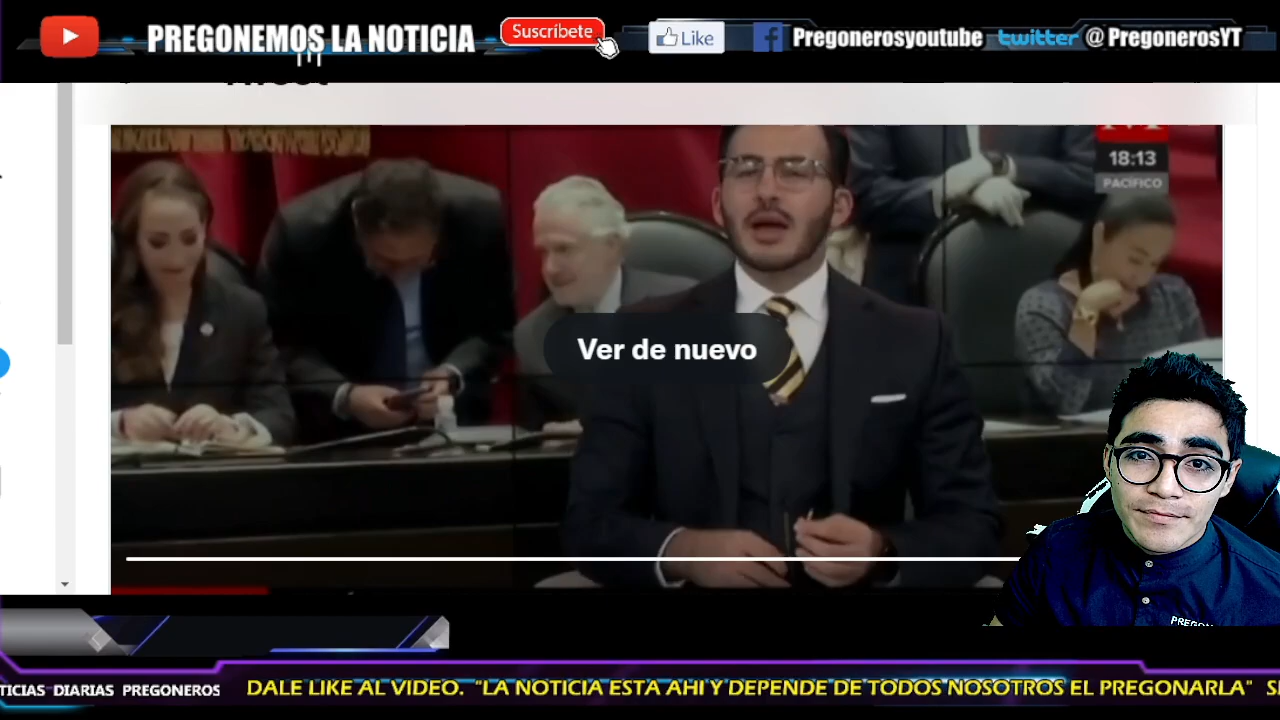 PREGONEMOS LA NOTICIA
Suscríbete
Like
Pregonerosyoutube
twitter @PregonerosYT
18:13
PACÍFICO
Ver de nuevo
PREGON
TICIAS DIARIAS PREGONEROS
DALE LIKE AL VIDEO. "LA NOTICIA ESTA AHI Y DEPENDE DE TODOS NOSOTROS EL PREGONARLA" S